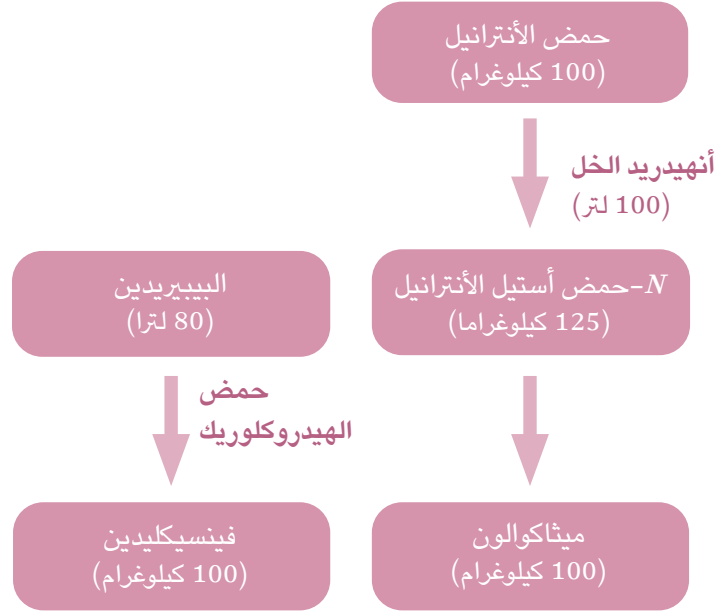 حمض الأنترانيل
(100 كيلوغرام)
أنهيدريد الخل
(100 لتر)
N-حمض أستيل الأنترانيل
(125 كيلوغراما)
البيبيريدين
(80 لترا)
حمض
الهيدروكلوريك
ميثاكوالون
(100 كيلوغرام)
فينسيكليدين
(100 كيلوغرام)